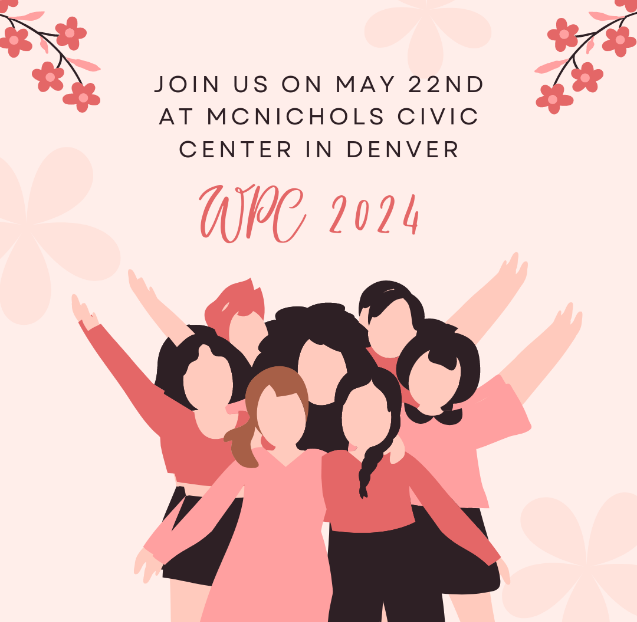 JOIN US ON MAY 22ND
AT MCNICHOLS CIVIC
CENTER IN DENVER
WPC 2024